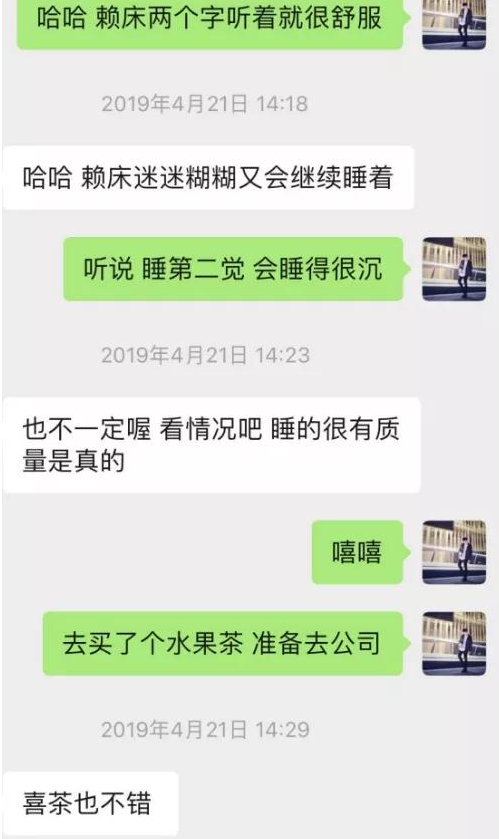 哈哈 赖床两个字听着就很舒服
2019年4月21日 14:18
哈哈 赖床迷迷糊糊又会继续睡着
听说 睡第二觉 会睡得很沉
2019年4月21日 14:23
也不一定喔 看情况吧 睡的很有质
量是真的
嘻嘻
去买了个水果茶 准备去公司
2019年4月21日 14:29
喜茶也不错